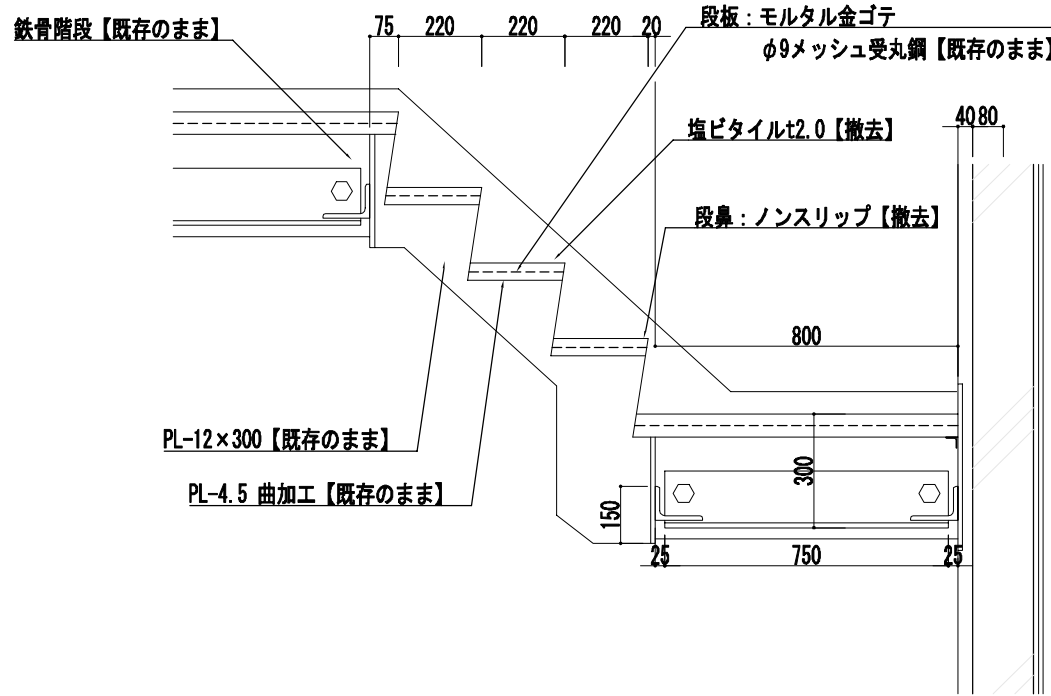 鉄骨階段【既存のまま】
75 220 220 220 20
段板：モルタル金ゴテ
φ9メッシュ受丸鋼【既存のまま】
40 80
塩ビタイルt2.0【撤去】
段鼻：ノンスリップ【撤去】
800
PL-12×300【既存のまま】
PL-4.5 曲加工【既存のまま】
300
150
25 750 25